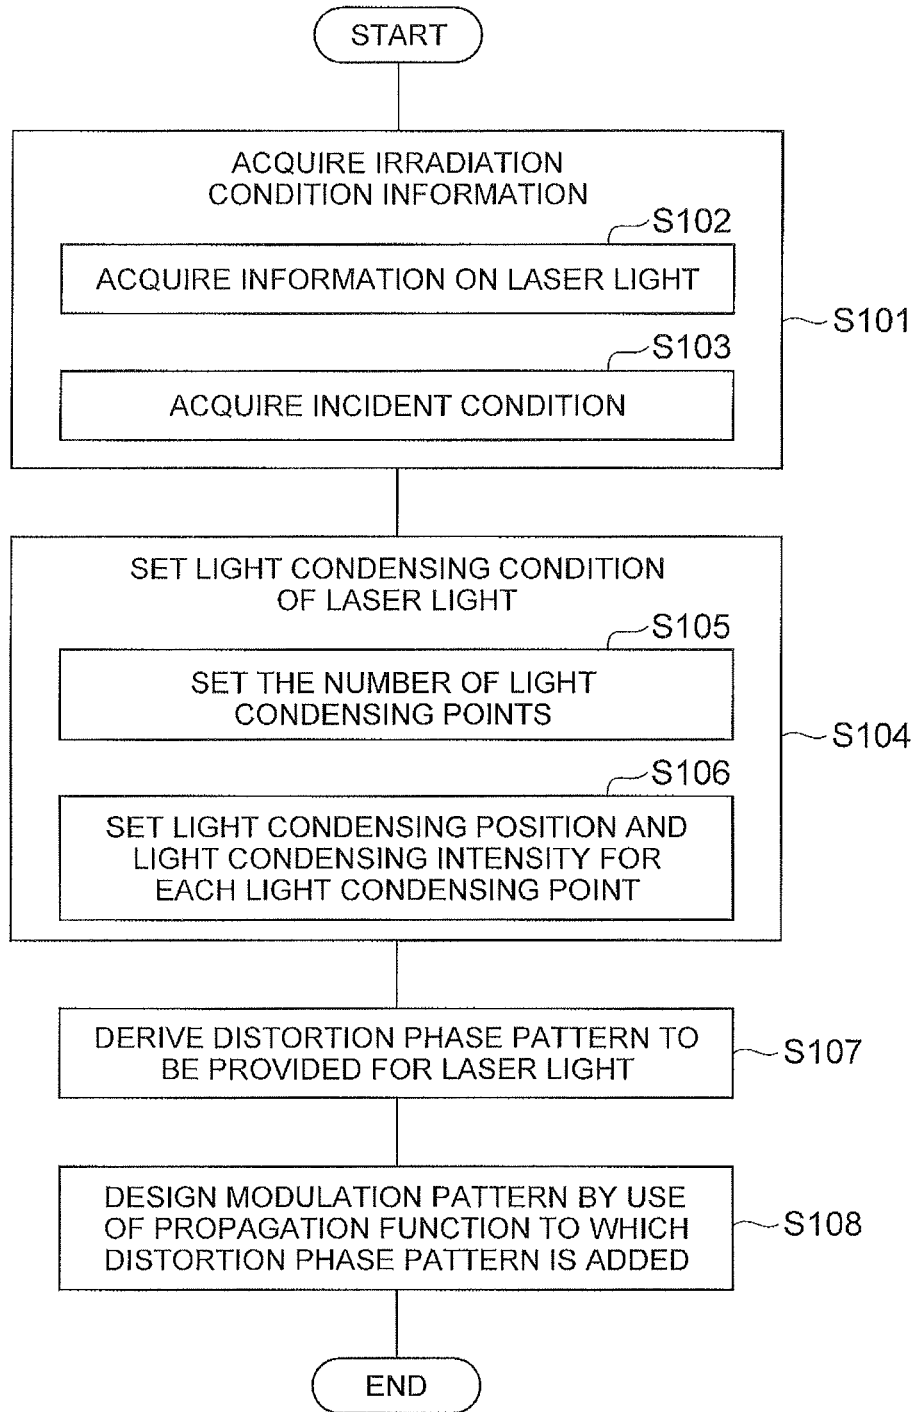 START
ACQUIRE IRRADIATION
CONDITION INFORMATION
S102
ACQUIRE INFORMATION ON LASER LIGHT
S101
S103
ACQUIRE INCIDENT CONDITION
SET LIGHT CONDENSING CONDITION
OF LASER LIGHT
S105
SET THE NUMBER OF LIGHT
CONDENSING POINTS
S104
S106
SET LIGHT CONDENSING POSITION AND
LIGHT CONDENSING INTENSITY FOR
EACH LIGHT CONDENSING POINT
DERIVE DISTORTION PHASE PATTERN TO
BE PROVIDED FOR LASER LIGHT
S107
DESIGN MODULATION PATTERN BY USE
OF PROPAGATION FUNCTION TO WHICH
DISTORTION PHASE PATTERN IS ADDED
S108
END